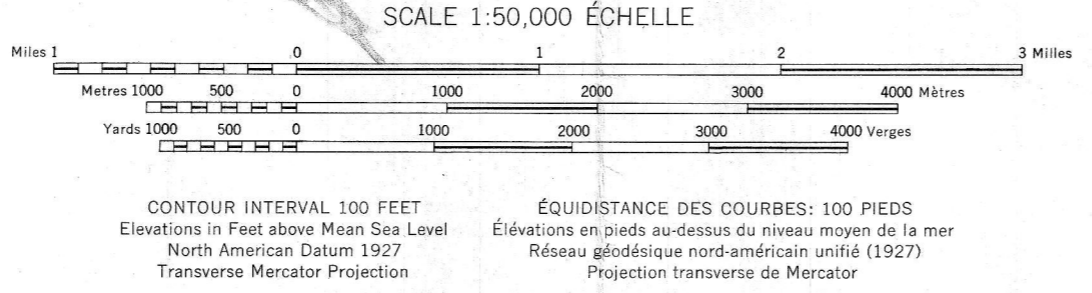 SCALE 1:50,000 ÉCHELLE
Miles 1 0 1 2 3 Milles
Metres 1000 500 0 1000 2000 3000 4000 Mètres
Yards 1000 500 0 1000 2000 3000 4000 Verges
CONTOUR INTERVAL 100 FEET
Elevations in Feet above Mean Sea Level
North American Datum 1927
Transverse Mercator Projection
ÉQUIDISTANCE DES COURBES: 100 PIEDS
Élévations en pieds au-dessus du niveau moyen de la mer
Réseau géodésique nord-américain unifié (1927)
Projection transverse de Mercator